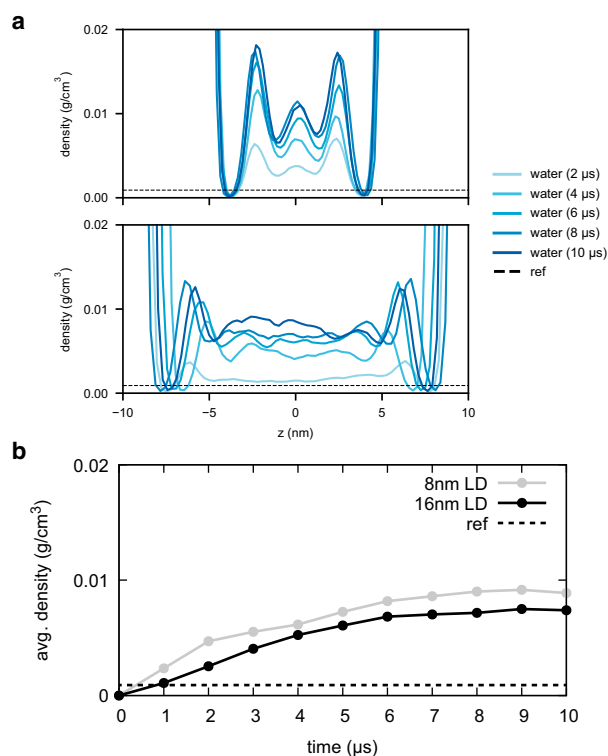 a
density (g/cm³)
0.02
0.01
0.00
density (g/cm³)
0.02
0.01
0.00
−10
−5
0
5
10
z (nm)
water (2 µs)
water (4 µs)
water (6 µs)
water (8 µs)
water (10 µs)
ref
b
avg. density (g/cm³)
0.02
0.01
0
8nm LD
16nm LD
ref
0 1 2 3 4 5 6 7 8 9 10
time (µs)